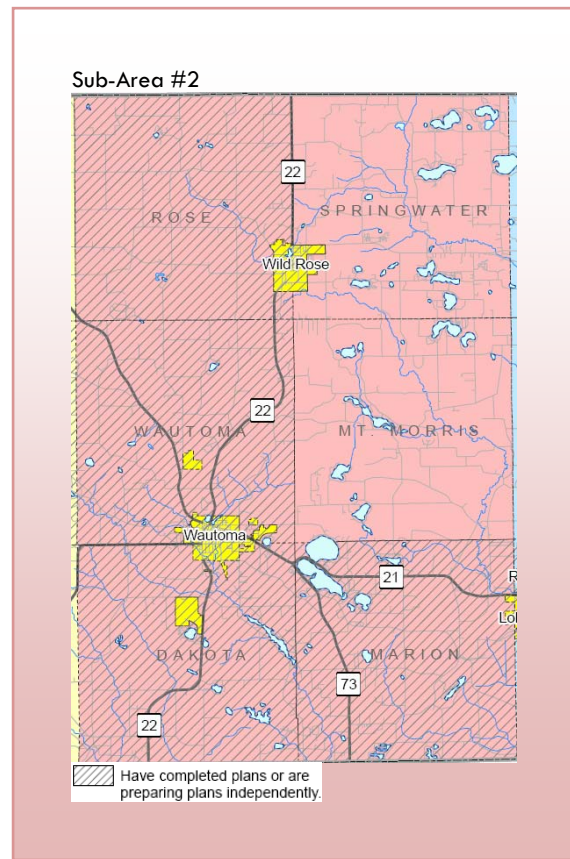 Sub-Area #2
22
ROSE
SPRINGWATER
Wild Rose
22
WAUTOMA
MT. MORRIS
Wautoma
21
R
Lol
DAKOTA
MARION
73
22
Have completed plans or are
preparing plans independently.